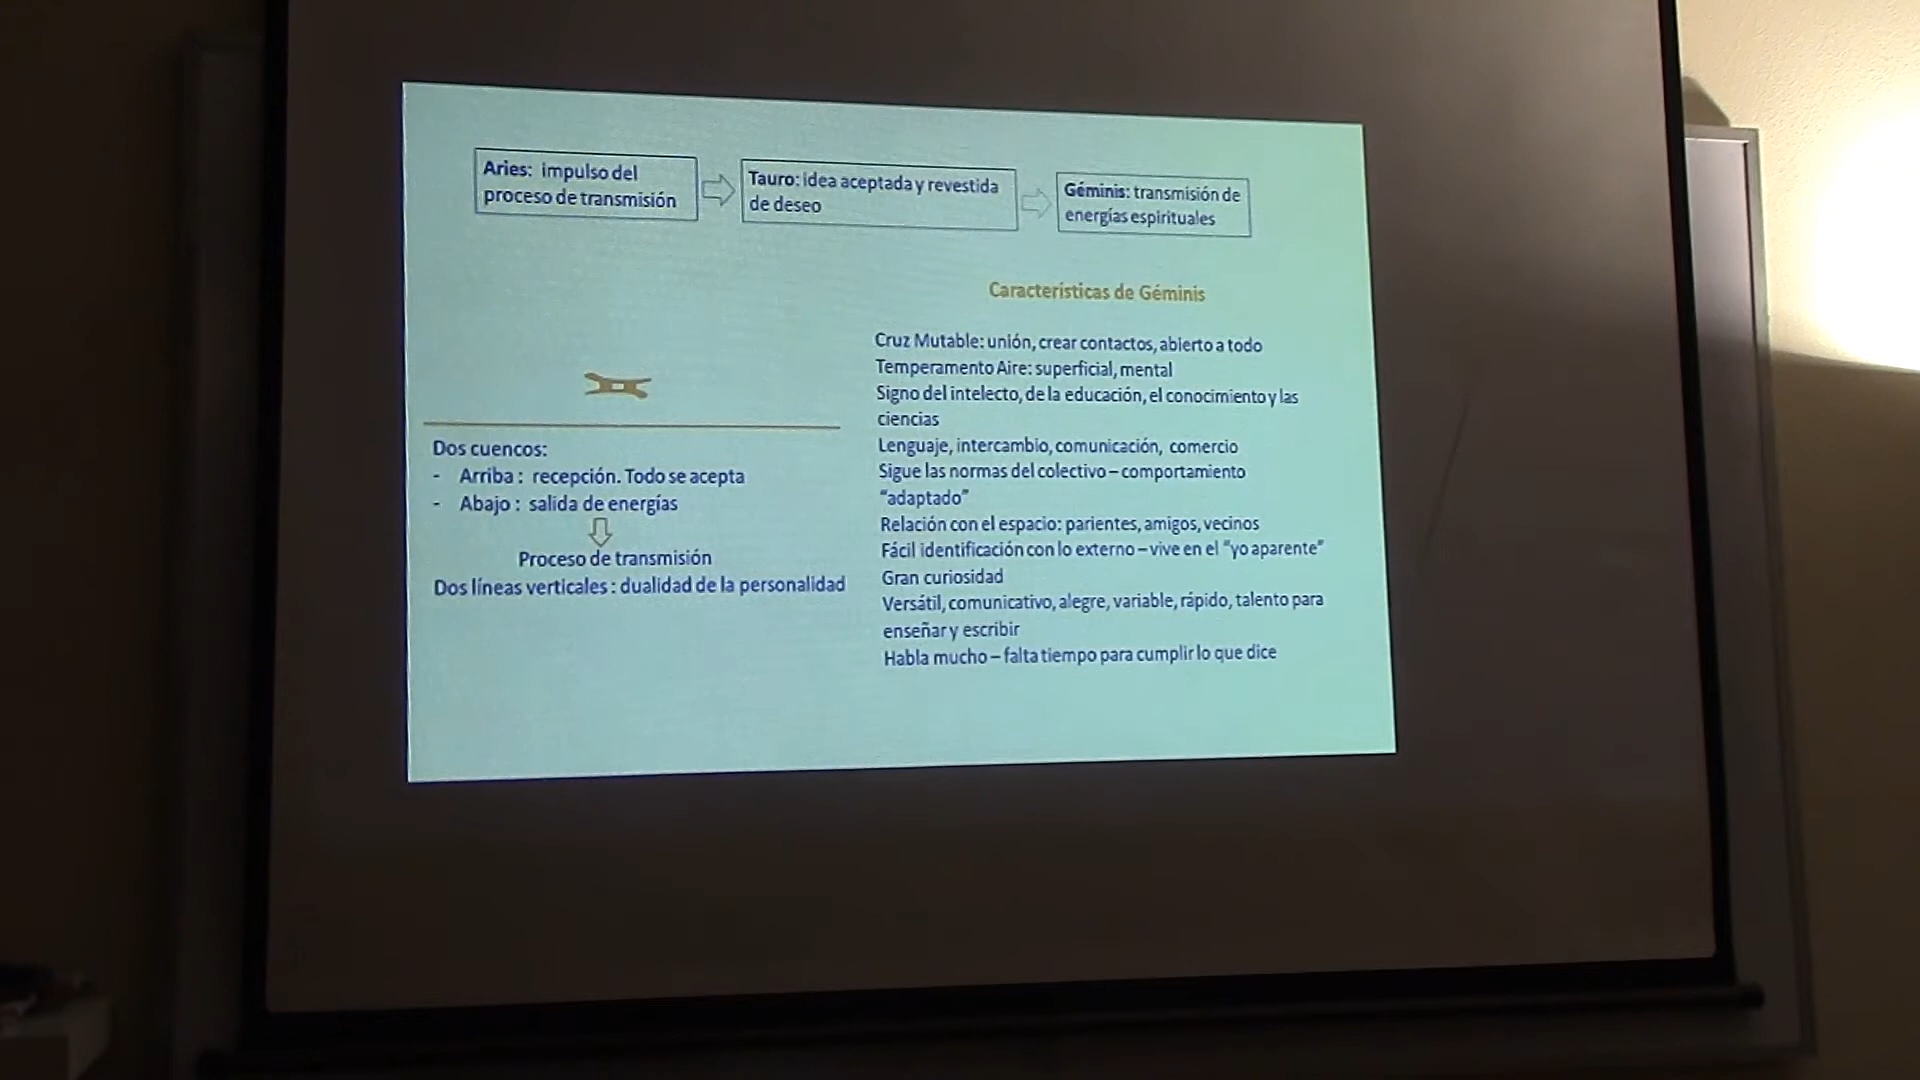 Aries: impulso del
proceso de transmisión
Tauro: idea aceptada y revestida
de deseo
Géminis: transmisión de
energías espirituales
Dos cuencos:
- Arriba : recepción. Todo se acepta
- Abajo : salida de energías
Proceso de transmisión
Dos líneas verticales : dualidad de la personalidad
Características de Géminis
Cruz Mutable: unión, crear contactos, abierto a todo
Temperamento Aire: superficial, mental
Signo del intelecto, de la educación, el conocimiento y las
ciencias
Lenguaje, intercambio, comunicación, comercio
Sigue las normas del colectivo – comportamiento
“adaptado”
Relación con el espacio: parientes, amigos, vecinos
Fácil identificación con lo externo – vive en el “yo aparente”
Gran curiosidad
Versátil, comunicativo, alegre, variable, rápido, talento para
enseñar y escribir
Habla mucho – falta tiempo para cumplir lo que dice